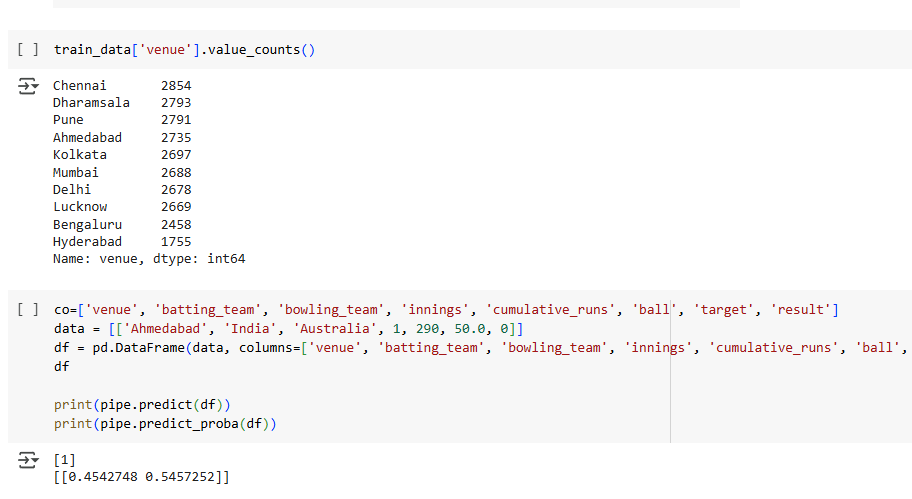 [ ] train_data['venue'].value_counts()
Chennai 2854
Dharamsala 2793
Pune 2791
Ahmedabad 2735
Kolkata 2697
Mumbai 2688
Delhi 2678
Lucknow 2669
Bengaluru 2458
Hyderabad 1755
Name: venue, dtype: int64
[ ] co=['venue', 'batting_team', 'bowling_team', 'innings', 'cumulative_runs', 'ball', 'target', 'result']
data = [['Ahmedabad', 'India', 'Australia', 1, 290, 50.0, 0]]
df = pd.DataFrame(data, columns=['venue', 'batting_team', 'bowling_team', 'innings', 'cumulative_runs', 'ball',
df
print(pipe.predict(df))
print(pipe.predict_proba(df))
[1]
[[0.4542748 0.5457252]]